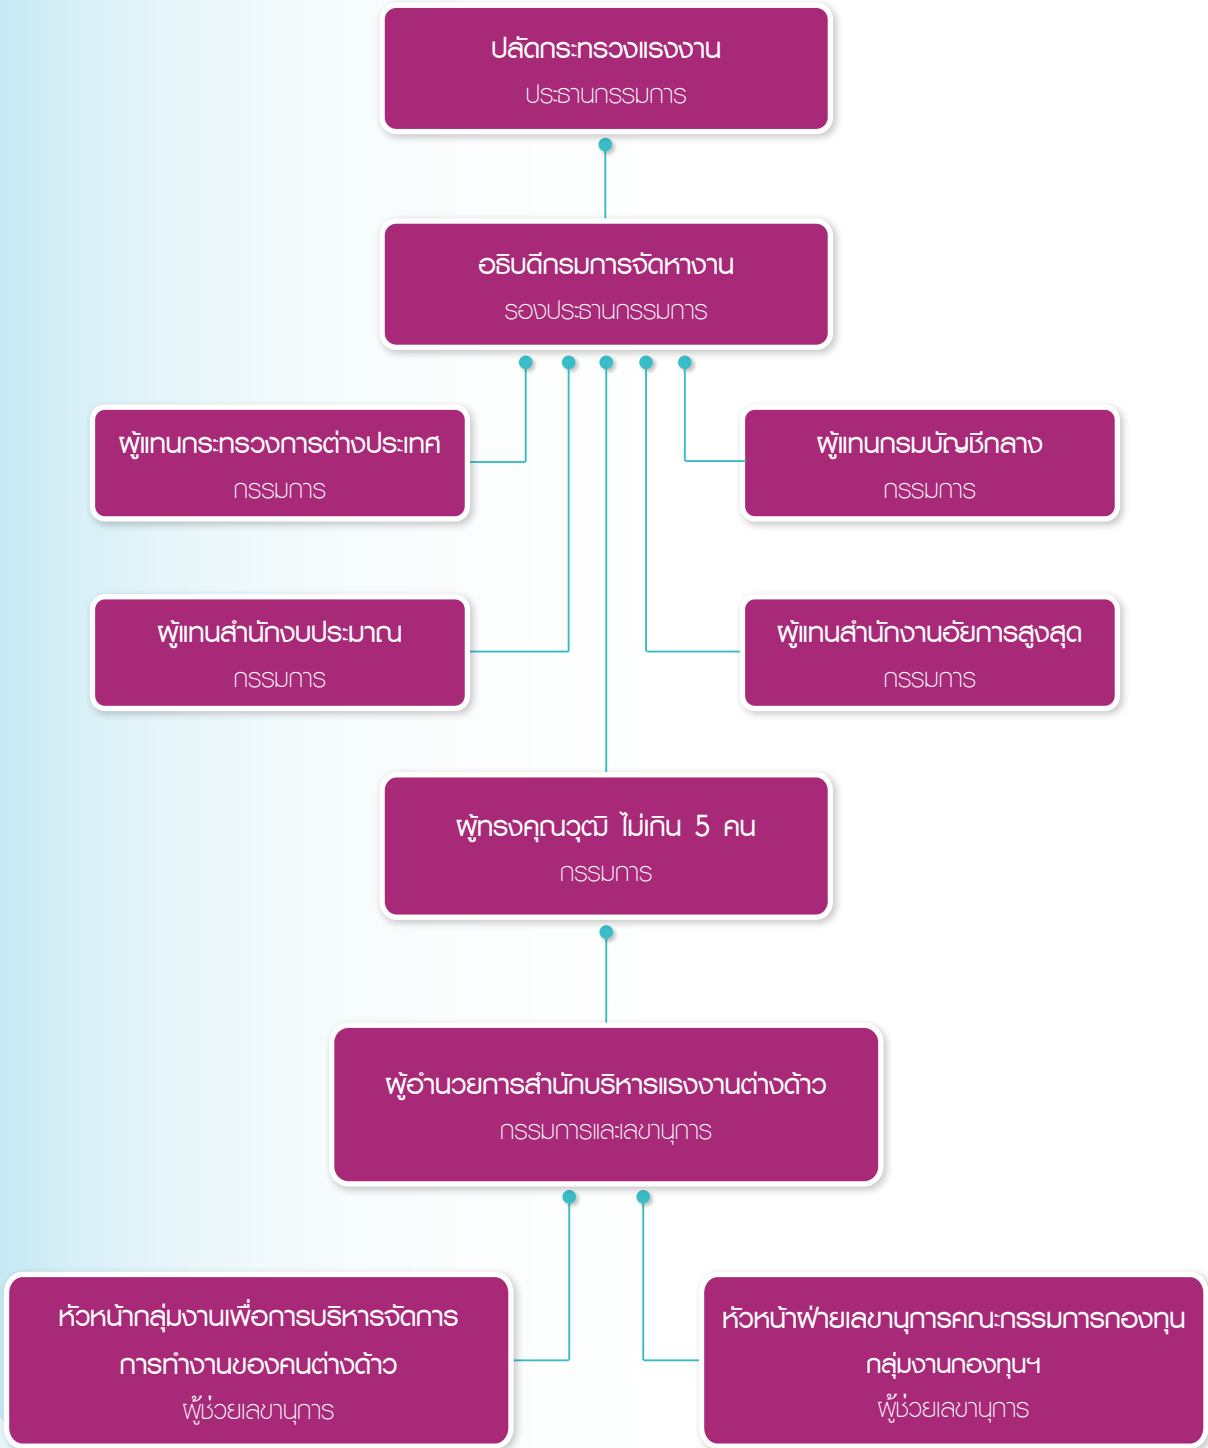 ปลัดกระทรวงแรงงาน
ประธานกรรมการ
อธิบดีกรมการจัดหางาน
รองประธานกรรมการ
ผู้แทนกระทรวงการต่างประเทศ
กรรมการ
ผู้แทนกรมบัญชีกลาง
กรรมการ
ผู้แทนสำนักงบประมาณ
กรรมการ
ผู้แทนสำนักงานอัยการสูงสุด
กรรมการ
ผู้ทรงคุณวุฒิ ไม่เกิน 5 คน
กรรมการ
ผู้อำนวยการสำนักบริหารแรงงานต่างด้าว
กรรมการและเลขานุการ
หัวหน้ากลุ่มงานเพื่อการบริหารจัดการ
การทำงานของคนต่างด้าว
ผู้ช่วยเลขานุการ
หัวหน้าฝ่ายเลขานุการคณะกรรมการกองทุน
กลุ่มงานกองทุนฯ
ผู้ช่วยเลขานุการ